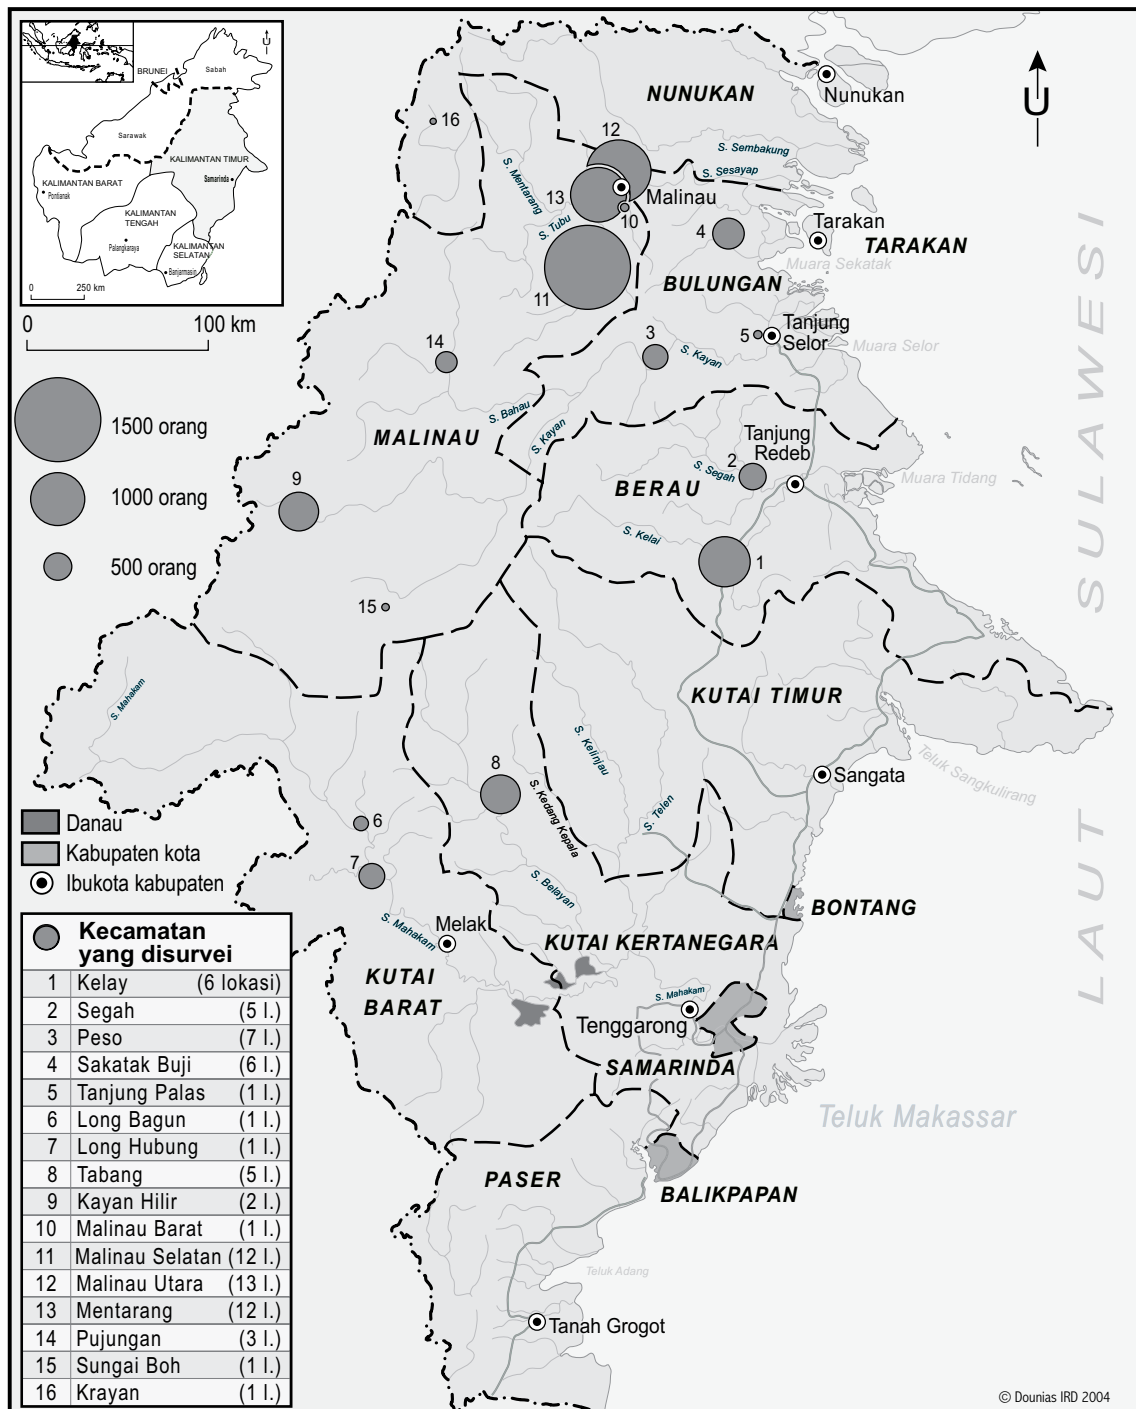 U
BRUNEI
Sabah
Sarawak
KALIMANTAN TIMUR
Samarinda
KALIMANTAN BARAT
Pontianak
KALIMANTAN
TENGAH
Palangkaraya
KALIMANTAN
SELATAN
Banjarmasin
0 250 km
0 100 km
1500 orang
1000 orang
500 orang
U
NUNUKAN
Nunukan
16
12
S. Sembakung
S. Sesayap
S. Mentarang
13
Malinau
10
S. Tubu
4
Tarakan
TARAKAN
Muara Sekatak
11
BULUNGAN
14
3
S. Kayan
5
Tanjung
Selor
Muara Selor
S. Bahau
S. Kayan
MALINAU
Tanjung
Redeb
2
S. Segah
Muara Tidang
9
BERAU
S. Kelai
1
15
LAUT SULAWESI
S. Mahakam
KUTAI TIMUR
S. Kelinjau
Teluk Sangkulirang
8
S. Kedang Kepala
Sangata
S. Telen
6
7
S. Belayan
BONTANG
S. Mahakam
Melak
KUTAI KERTANEGARA
KUTAI
BARAT
S. Mahakam
Tenggarong
SAMARINDA
Teluk Makassar
PASER
BALIKPAPAN
Teluk Adang
Tanah Grogot
Danau
Kabupaten kota
Ibukota kabupaten
Kecamatan
yang disurvei
1 Kelay (6 lokasi)
2 Segah (5 l.)
3 Peso (7 l.)
4 Sakatak Buji (6 l.)
5 Tanjung Palas (1 l.)
6 Long Bagun (1 l.)
7 Long Hubung (1 l.)
8 Tabang (5 l.)
9 Kayan Hilir (2 l.)
10 Malinau Barat (1 l.)
11 Malinau Selatan (12 l.)
12 Malinau Utara (13 l.)
13 Mentarang (12 l.)
14 Pujungan (3 l.)
15 Sungai Boh (1 l.)
16 Krayan (1 l.)
© Dounias IRD 2004